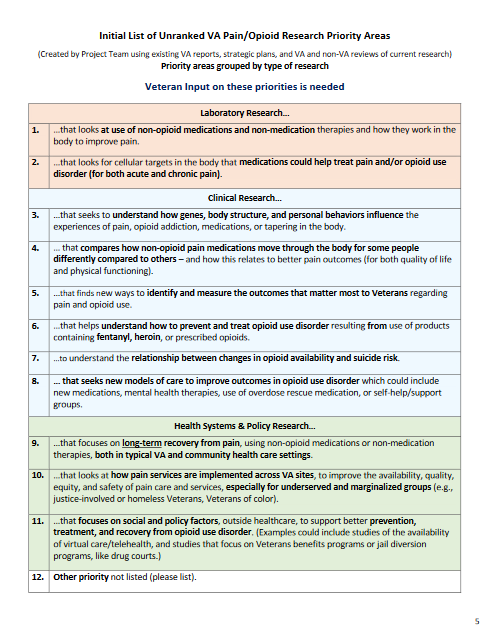 Initial List of Unranked VA Pain/Opioid Research Priority Areas
(Created by Project Team using existing VA reports, strategic plans, and VA and non-VA reviews of current research)
Priority areas grouped by type of research
Veteran Input on these priorities is needed
Laboratory Research...
1. ...that looks at use of non-opioid medications and non-medication therapies and how they work in the
body to improve pain.
2. ...that looks for cellular targets in the body that medications could help treat pain and/or opioid use
disorder (for both acute and chronic pain).
Clinical Research...
3. ...that seeks to understand how genes, body structure, and personal behaviors influence the
experiences of pain, opioid addiction, medications, or tapering in the body.
4. ... that compares how non-opioid pain medications move through the body for some people
differently compared to others – and how this relates to better pain outcomes (for both quality of life
and physical functioning).
5. ...that finds new ways to identify and measure the outcomes that matter most to Veterans regarding
pain and opioid use.
6. ...that helps understand how to prevent and treat opioid use disorder resulting from use of products
containing fentanyl, heroin, or prescribed opioids.
7. ...to understand the relationship between changes in opioid availability and suicide risk.
8. ... that seeks new models of care to improve outcomes in opioid use disorder which could include
new medications, mental health therapies, use of overdose rescue medication, or self-help/support
groups.
Health Systems & Policy Research...
9. ...that focuses on long-term recovery from pain, using non-opioid medications or non-medication
therapies, both in typical VA and community health care settings.
10. ...that looks at how pain services are implemented across VA sites, to improve the availability, quality,
equity, and safety of pain care and services, especially for underserved and marginalized groups (e.g.,
justice-involved or homeless Veterans, Veterans of color).
11. ...that focuses on social and policy factors, outside healthcare, to support better prevention,
treatment, and recovery from opioid use disorder. (Examples could include studies of the availability
of virtual care/telehealth, and studies that focus on Veterans benefits programs or jail diversion
programs, like drug courts.)
12. Other priority not listed (please list).
5